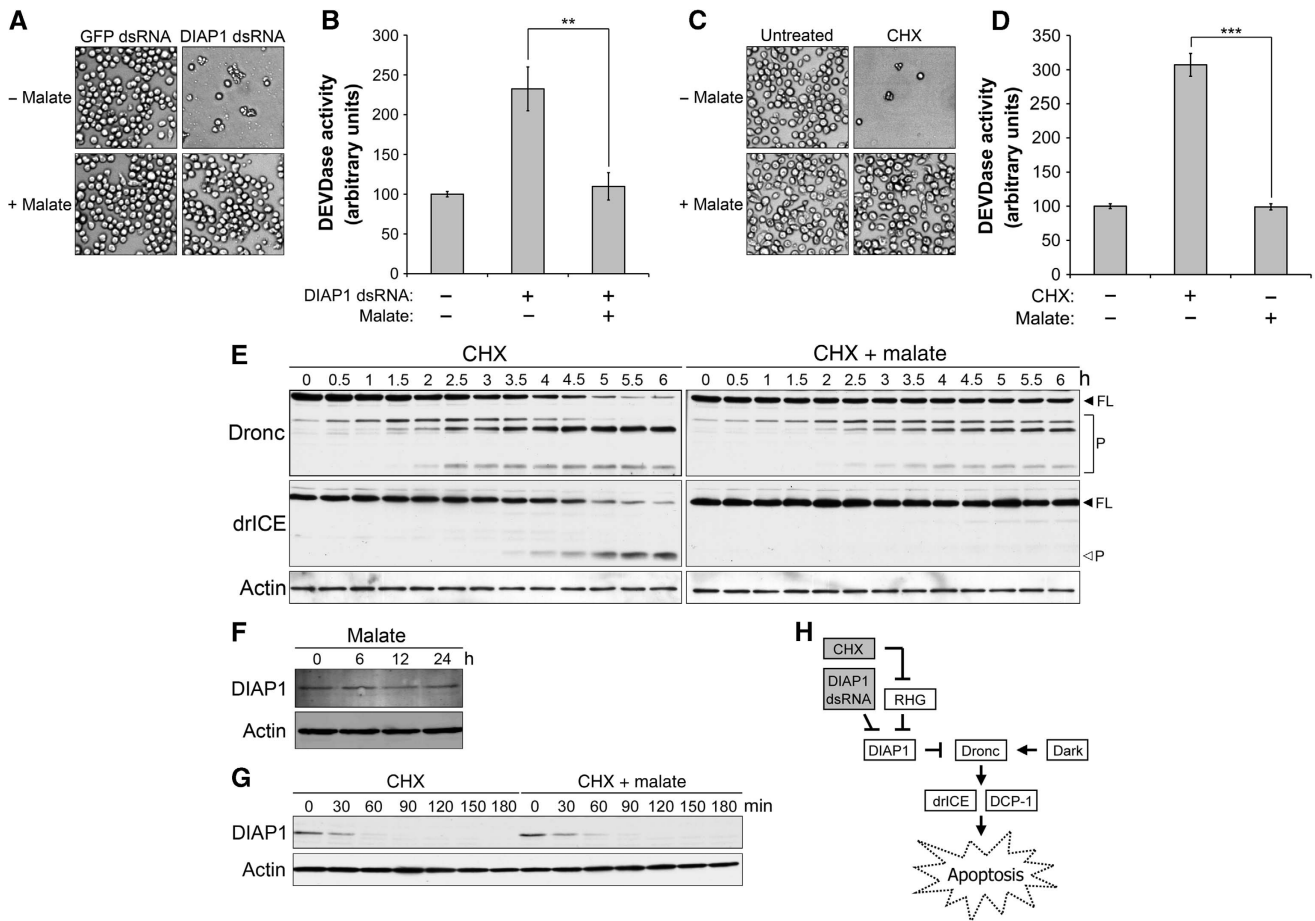 A
GFP dsRNA DIAP1 dsRNA
– Malate
+ Malate
B
**
DEVDase activity
(arbitrary units)
300
250
200
150
100
50
0
DIAP1 dsRNA: – + +
Malate: – – +
C
Untreated CHX
– Malate
+ Malate
D
***
DEVDase activity
(arbitrary units)
350
300
250
200
150
100
50
0
CHX: – + –
Malate: – – +
E
CHX CHX + malate
0 0.5 1 1.5 2 2.5 3 3.5 4 4.5 5 5.5 6 0 0.5 1 1.5 2 2.5 3 3.5 4 4.5 5 5.5 6 h
Dronc
FL
P
drICE
FL
P
Actin
F
Malate
0 6 12 24 h
DIAP1
Actin
G
CHX CHX + malate
0 30 60 90 120 150 180 0 30 60 90 120 150 180 min
DIAP1
Actin
H
CHX
DIAP1
dsRNA
RHG
DIAP1 Dronc Dark
drICE DCP-1
Apoptosis